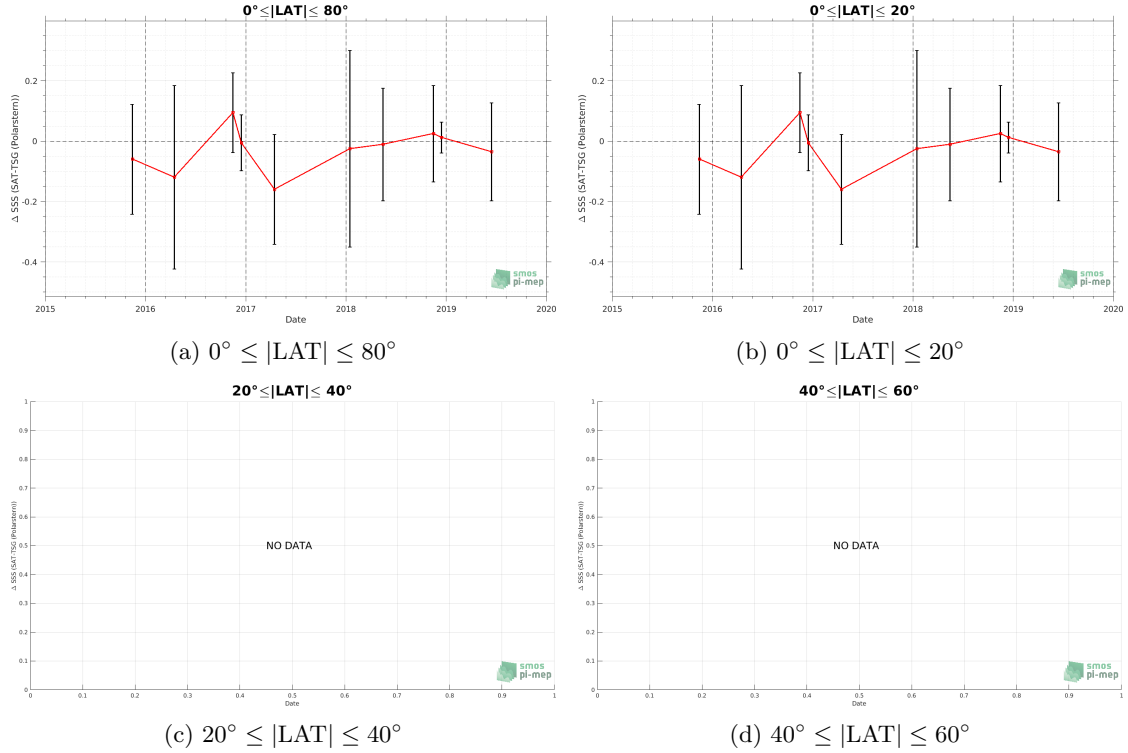 0°≤|LAT|≤ 80°
Δ SSS (SAT-TSG (Polarstern))
0.2
0
-0.2
-0.4
2015 2016 2017 2018 2019 2020
Date
smos
pi-mep
(a) 0° ≤ |LAT| ≤ 80°
0°≤|LAT|≤ 20°
Δ SSS (SAT-TSG (Polarstern))
0.2
0
-0.2
-0.4
2015 2016 2017 2018 2019 2020
Date
smos
pi-mep
(b) 0° ≤ |LAT| ≤ 20°
20°≤|LAT|≤ 40°
Δ SSS (SAT-TSG (Polarstern))
1
0.9
0.8
0.7
0.6
0.5
0.4
0.3
0.2
0.1
0
NO DATA
0 0.1 0.2 0.3 0.4 0.5 0.6 0.7 0.8 0.9 1
Date
smos
pi-mep
(c) 20° ≤ |LAT| ≤ 40°
40°≤|LAT|≤ 60°
Δ SSS (SAT-TSG (Polarstern))
1
0.9
0.8
0.7
0.6
0.5
0.4
0.3
0.2
0.1
0
NO DATA
0 0.1 0.2 0.3 0.4 0.5 0.6 0.7 0.8 0.9 1
Date
smos
pi-mep
(d) 40° ≤ |LAT| ≤ 60°